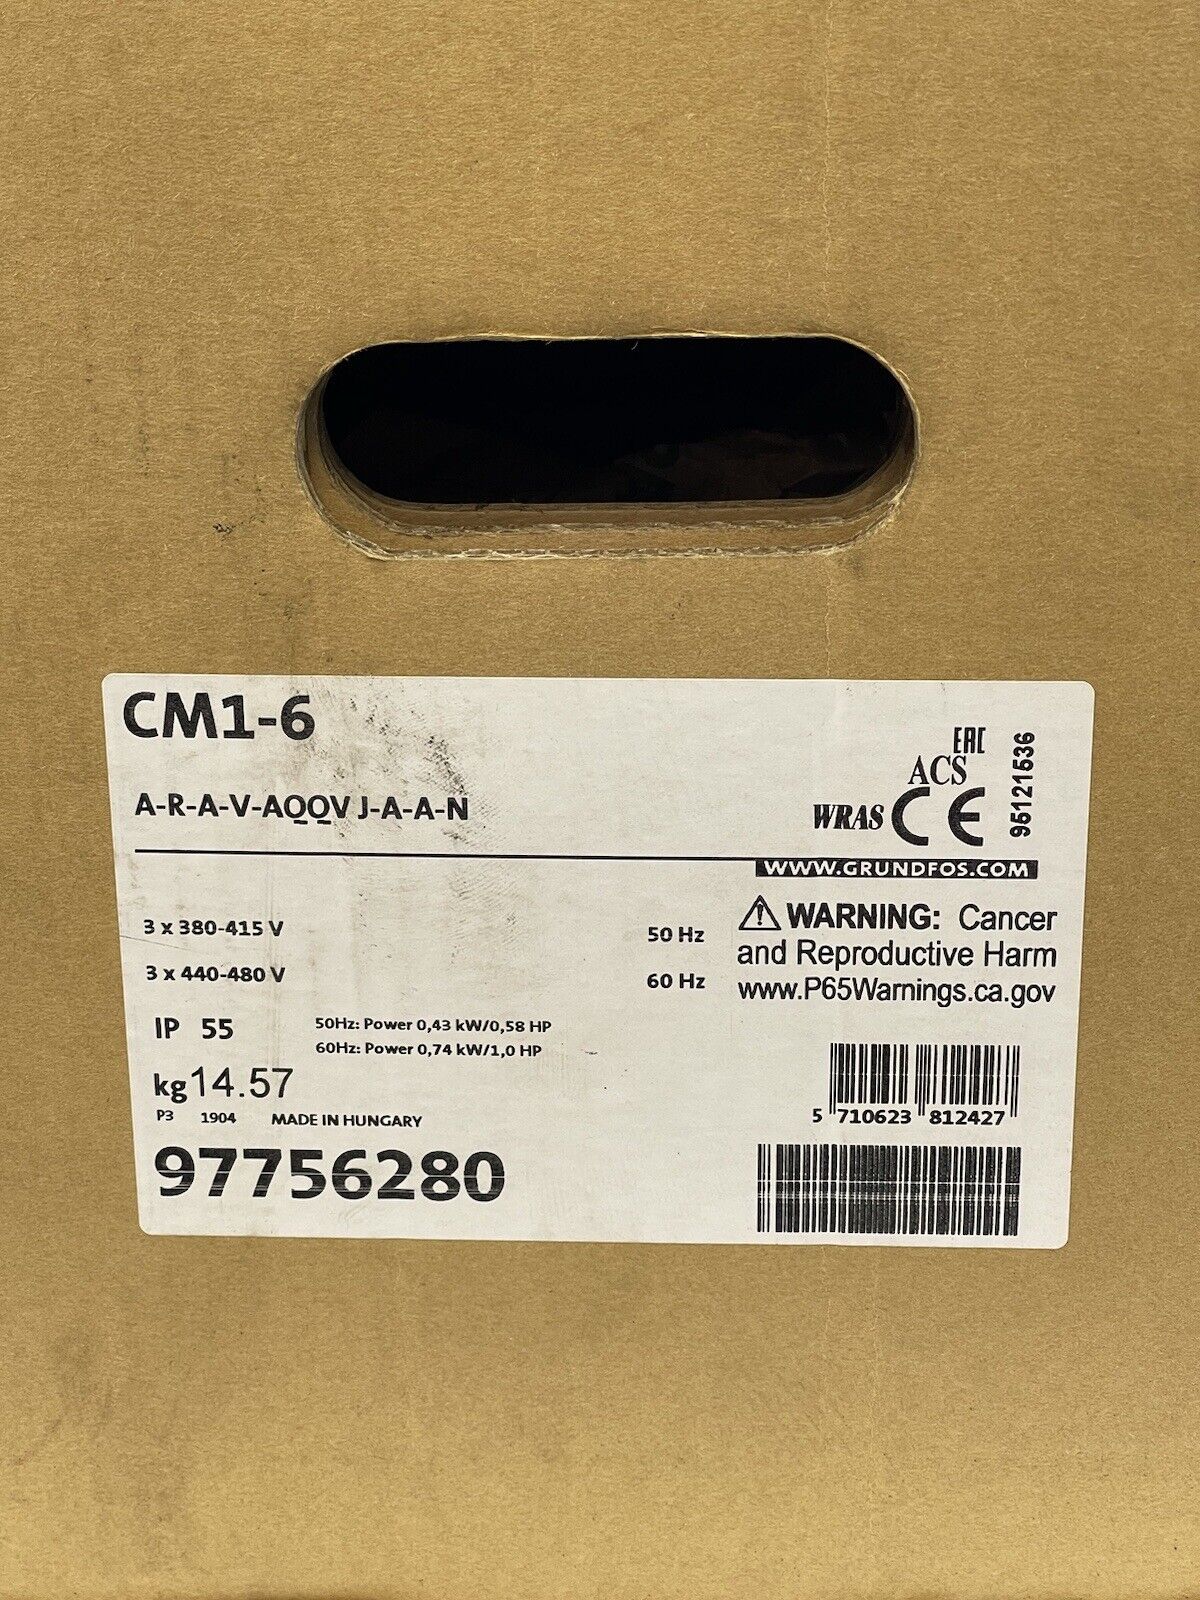 CM1-6
A-R-A-V-AQQV J-A-A-N
EAC
ACS
WRAS CE
95121536
WWW.GRUNDFOS.COM
3 x 380-415 V 50 Hz
3 x 440-480 V 60 Hz
WARNING: Cancer
and Reproductive Harm
www.P65Warnings.ca.gov
IP 55
50Hz: Power 0,43 kW/0,58 HP
60Hz: Power 0,74 kW/1,0 HP
kg 14.57
P3 1904 MADE IN HUNGARY
97756280
5 710623 812427